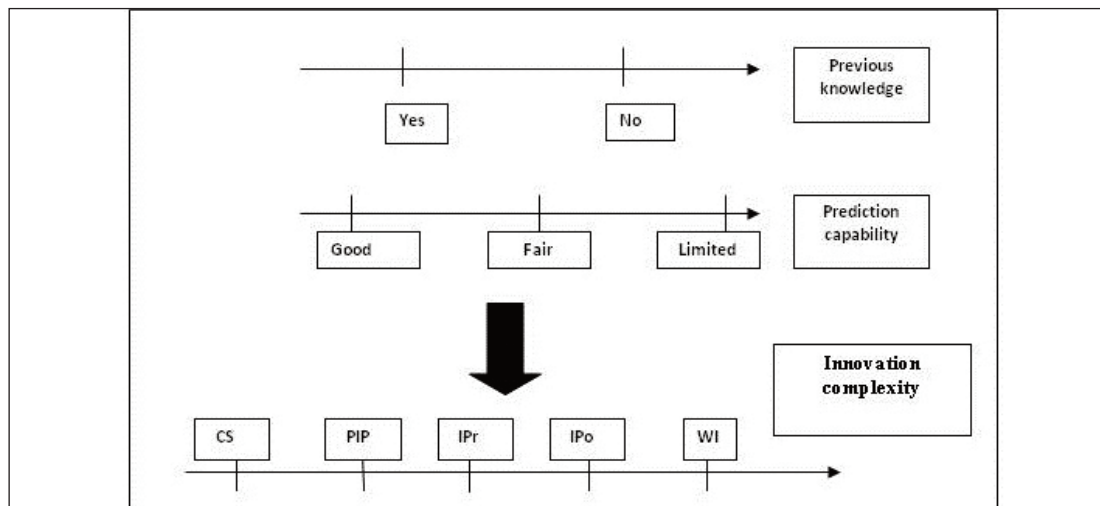 Previous
knowledge
Yes
No
Prediction
capability
Good
Fair
Limited
Innovation
complexity
CS
PIP
IPr
IPo
WI